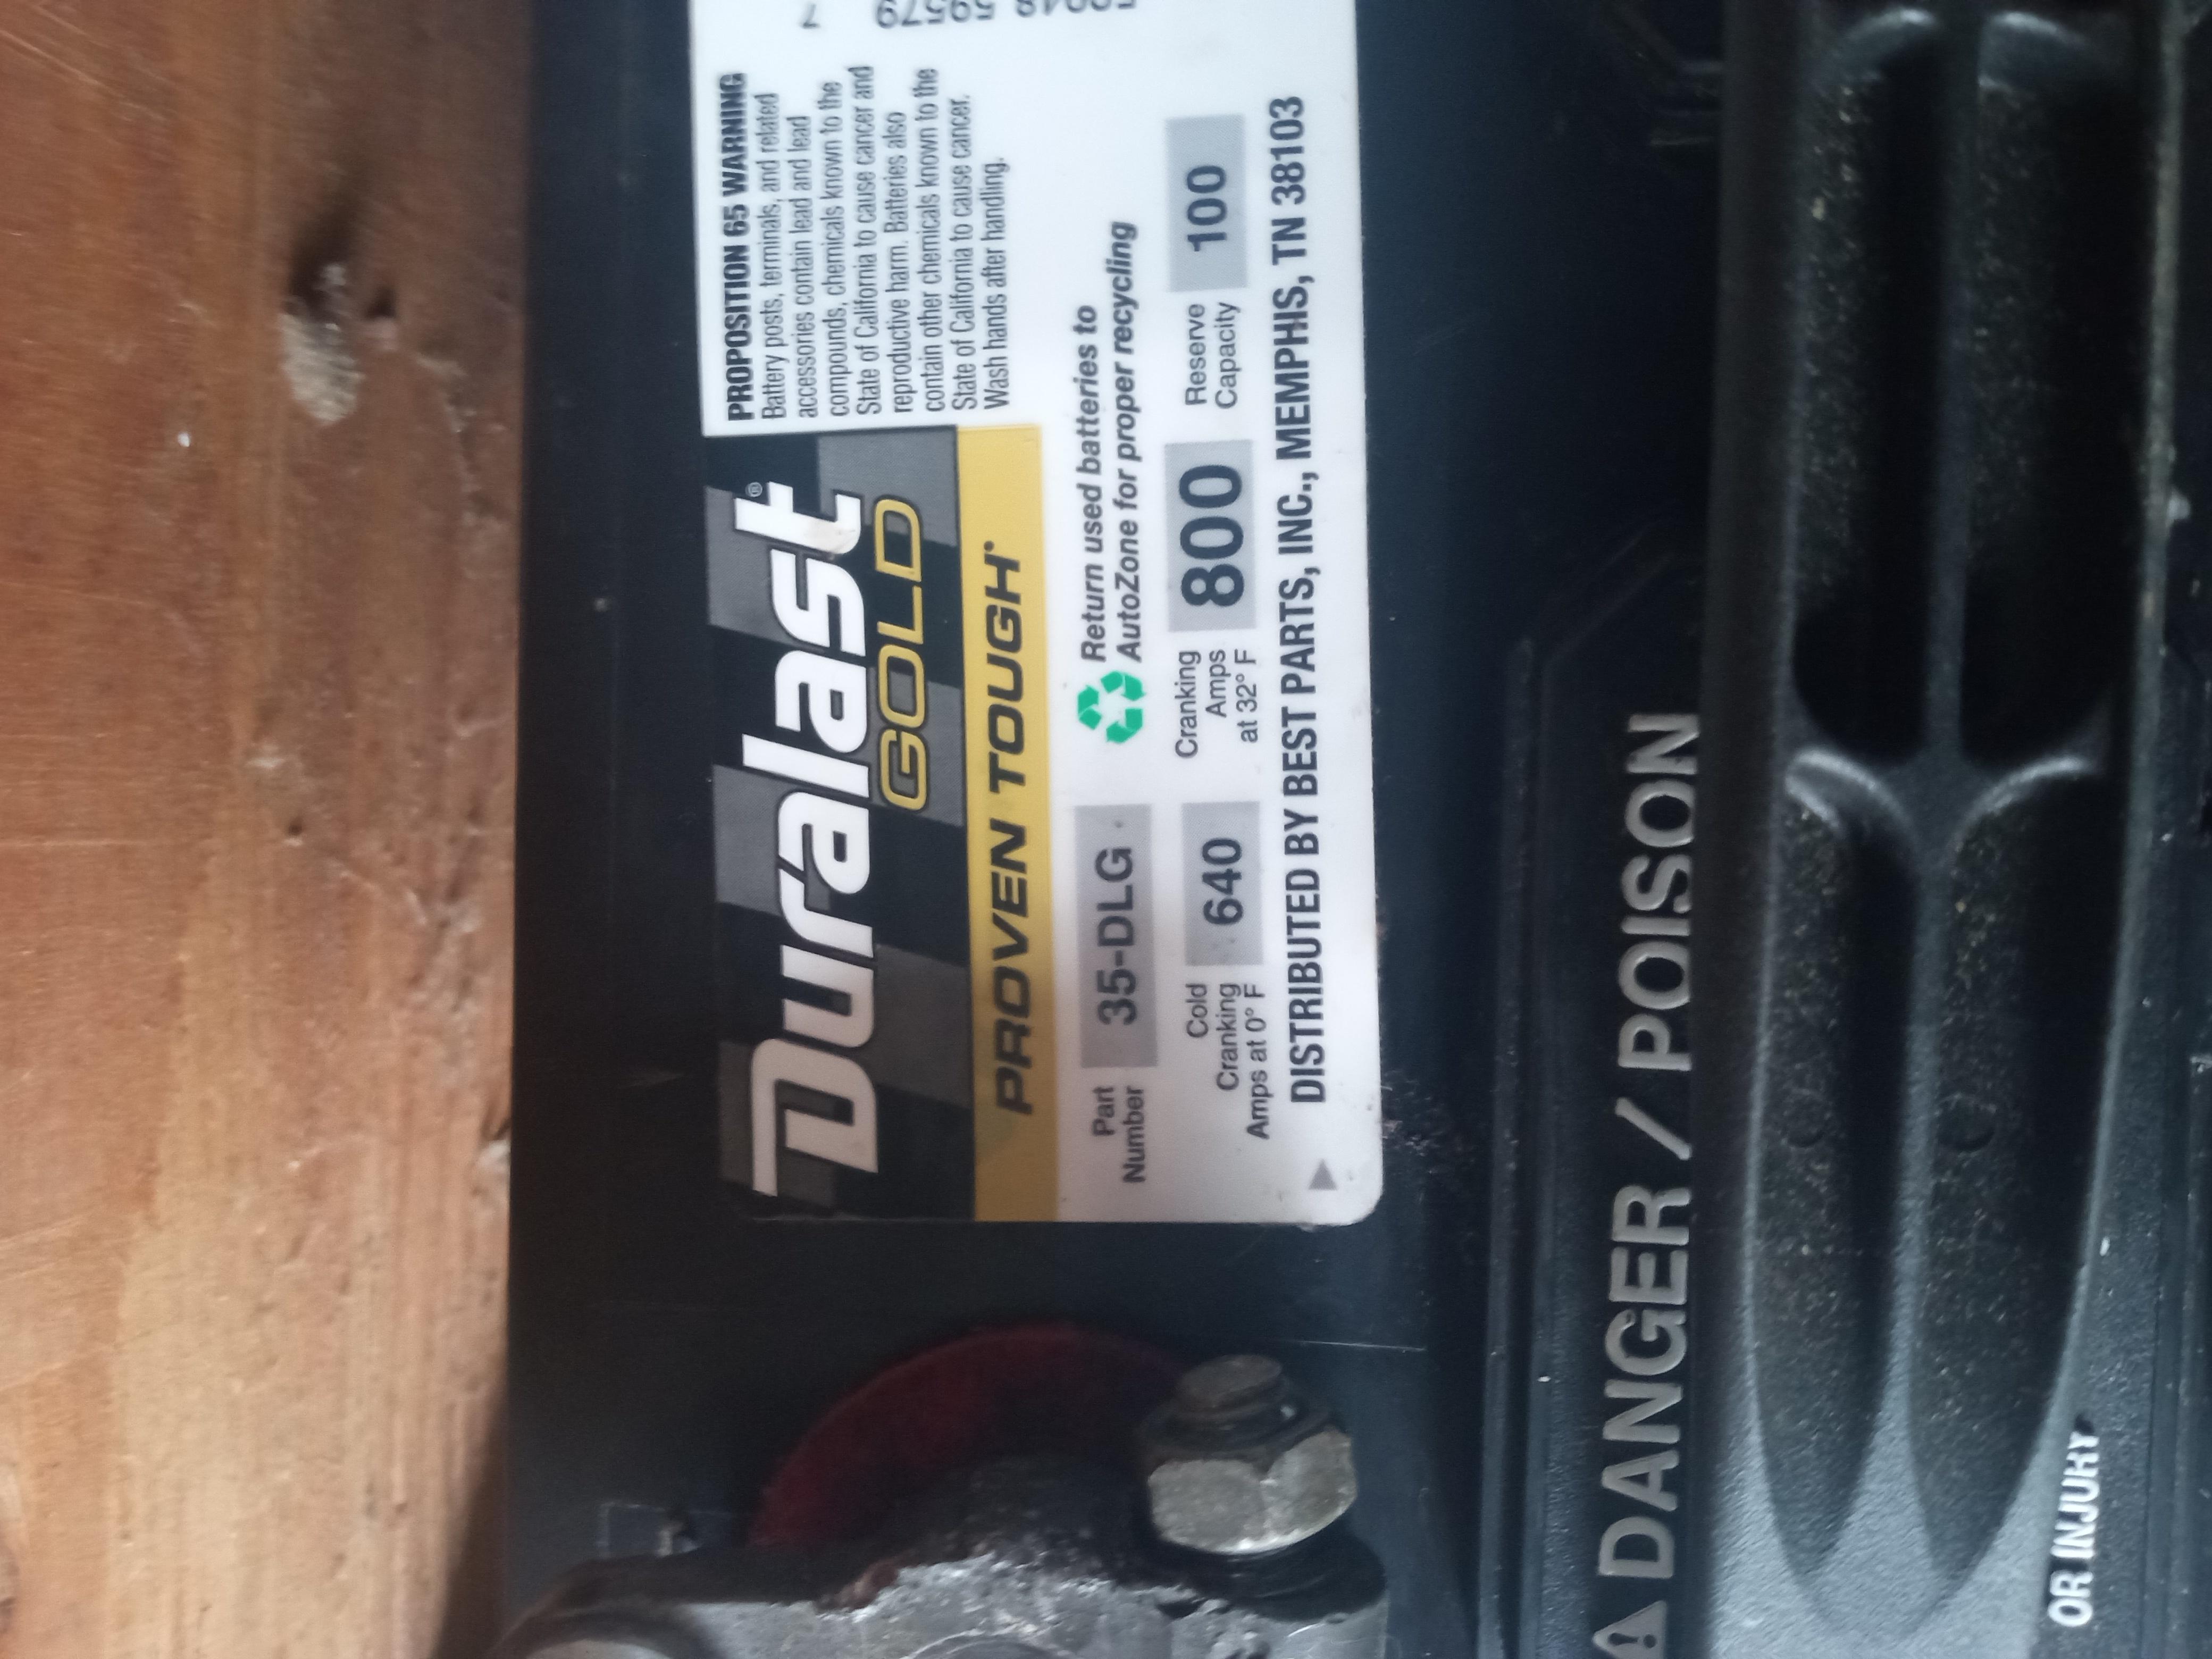 Duralast®
GOLD
PROVEN TOUGH®
PROPOSITION 65 WARNING
Battery posts, terminals, and related
accessories contain lead and lead
compounds, chemicals known to the
State of California to cause cancer and
reproductive harm. Batteries also
contain other chemicals known to the
State of California to cause cancer.
Wash hands after handling.
Part
Number
35-DLG
Return used batteries to
AutoZone for proper recycling
Cold
Cranking
Amps at 0° F
640
Cranking
Amps
at 32° F
800
Reserve
Capacity
100
DISTRIBUTED BY BEST PARTS, INC., MEMPHIS, TN 38103
DANGER / POISON
OR INJURY
59579
7